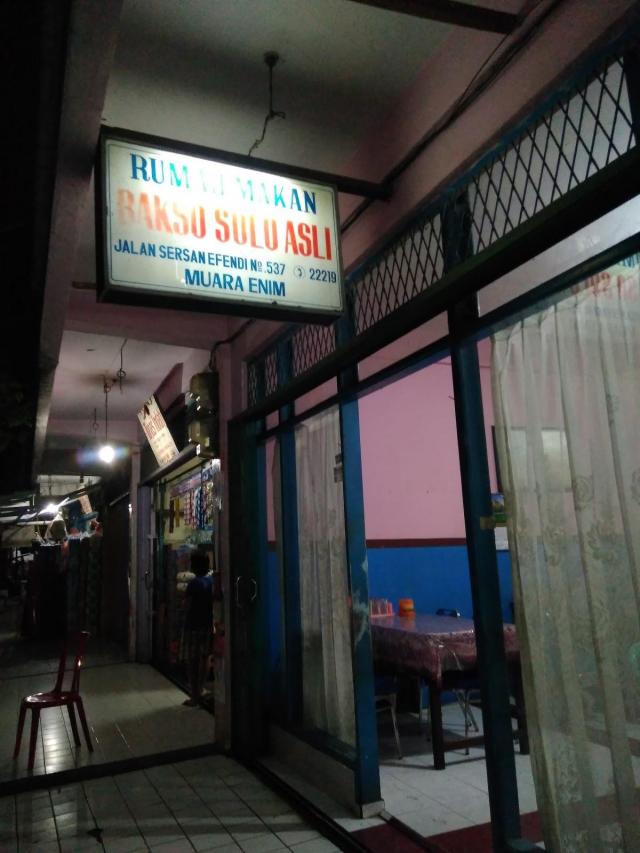 RUMAH MAKAN
BAKSO SOLO ASLI
JALAN SERSAN EFENDI Nº.537 ✆ 22219
MUARA ENIM